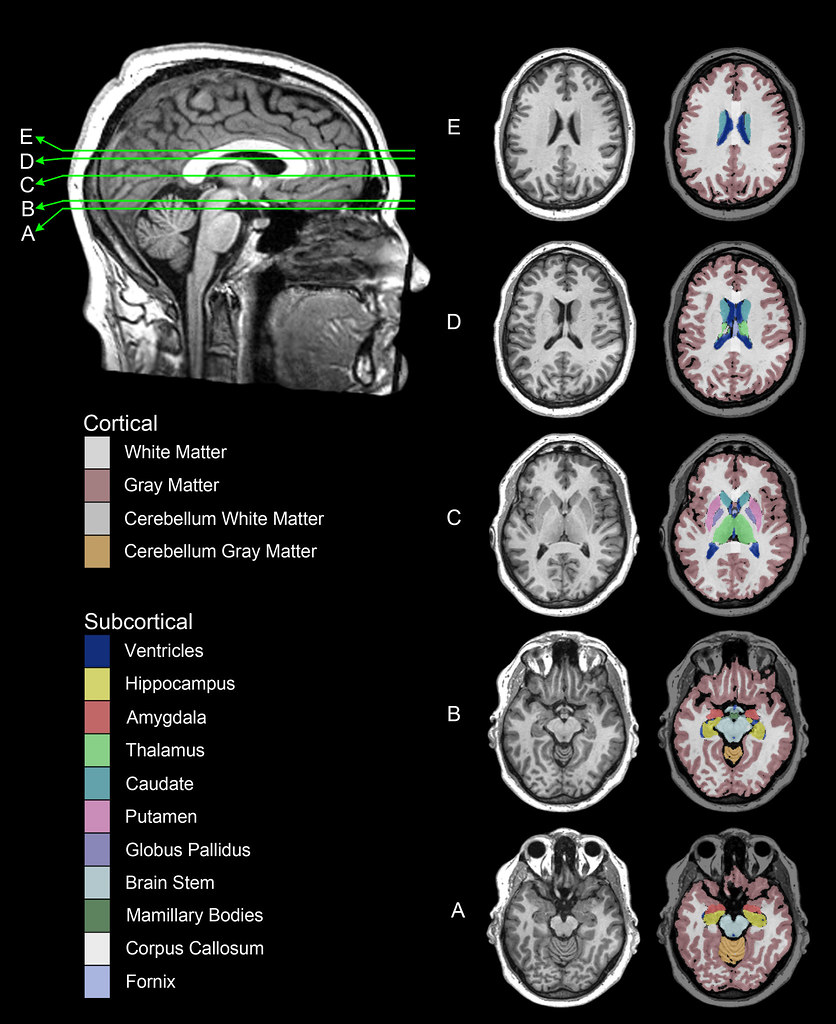 E
D
C
B
A
E
D
C
B
A
Cortical
White Matter
Gray Matter
Cerebellum White Matter
Cerebellum Gray Matter
Subcortical
Ventricles
Hippocampus
Amygdala
Thalamus
Caudate
Putamen
Globus Pallidus
Brain Stem
Mamillary Bodies
Corpus Callosum
Fornix